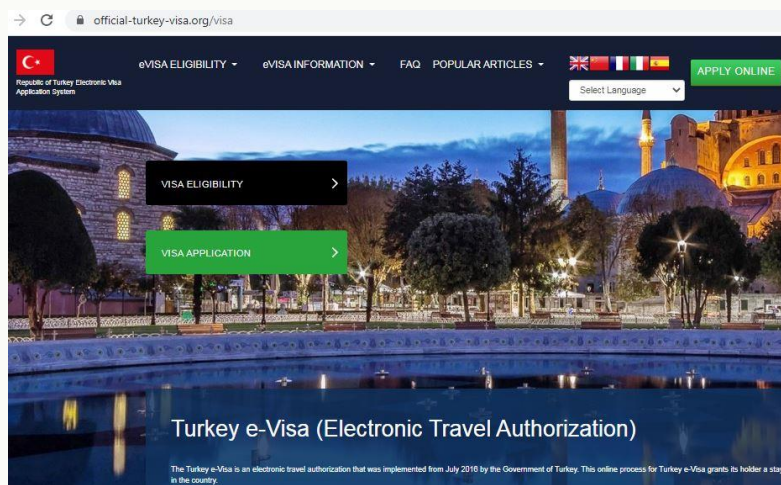 official-turkey-visa.org/visa
eVISA ELIGIBILITY
eVISA INFORMATION
FAQ
POPULAR ARTICLES
APPLY ONLINE
Republic of Turkey Electronic Visa
Application System
Select Language
VISA ELIGIBILITY
VISA APPLICATION
Turkey e-Visa (Electronic Travel Authorization)
The Turkey e-Visa is an electronic travel authorization that was implemented from July 2016 by the Government of Turkey. This online process for Turkey e-Visa grants its holder a stay
in the country.